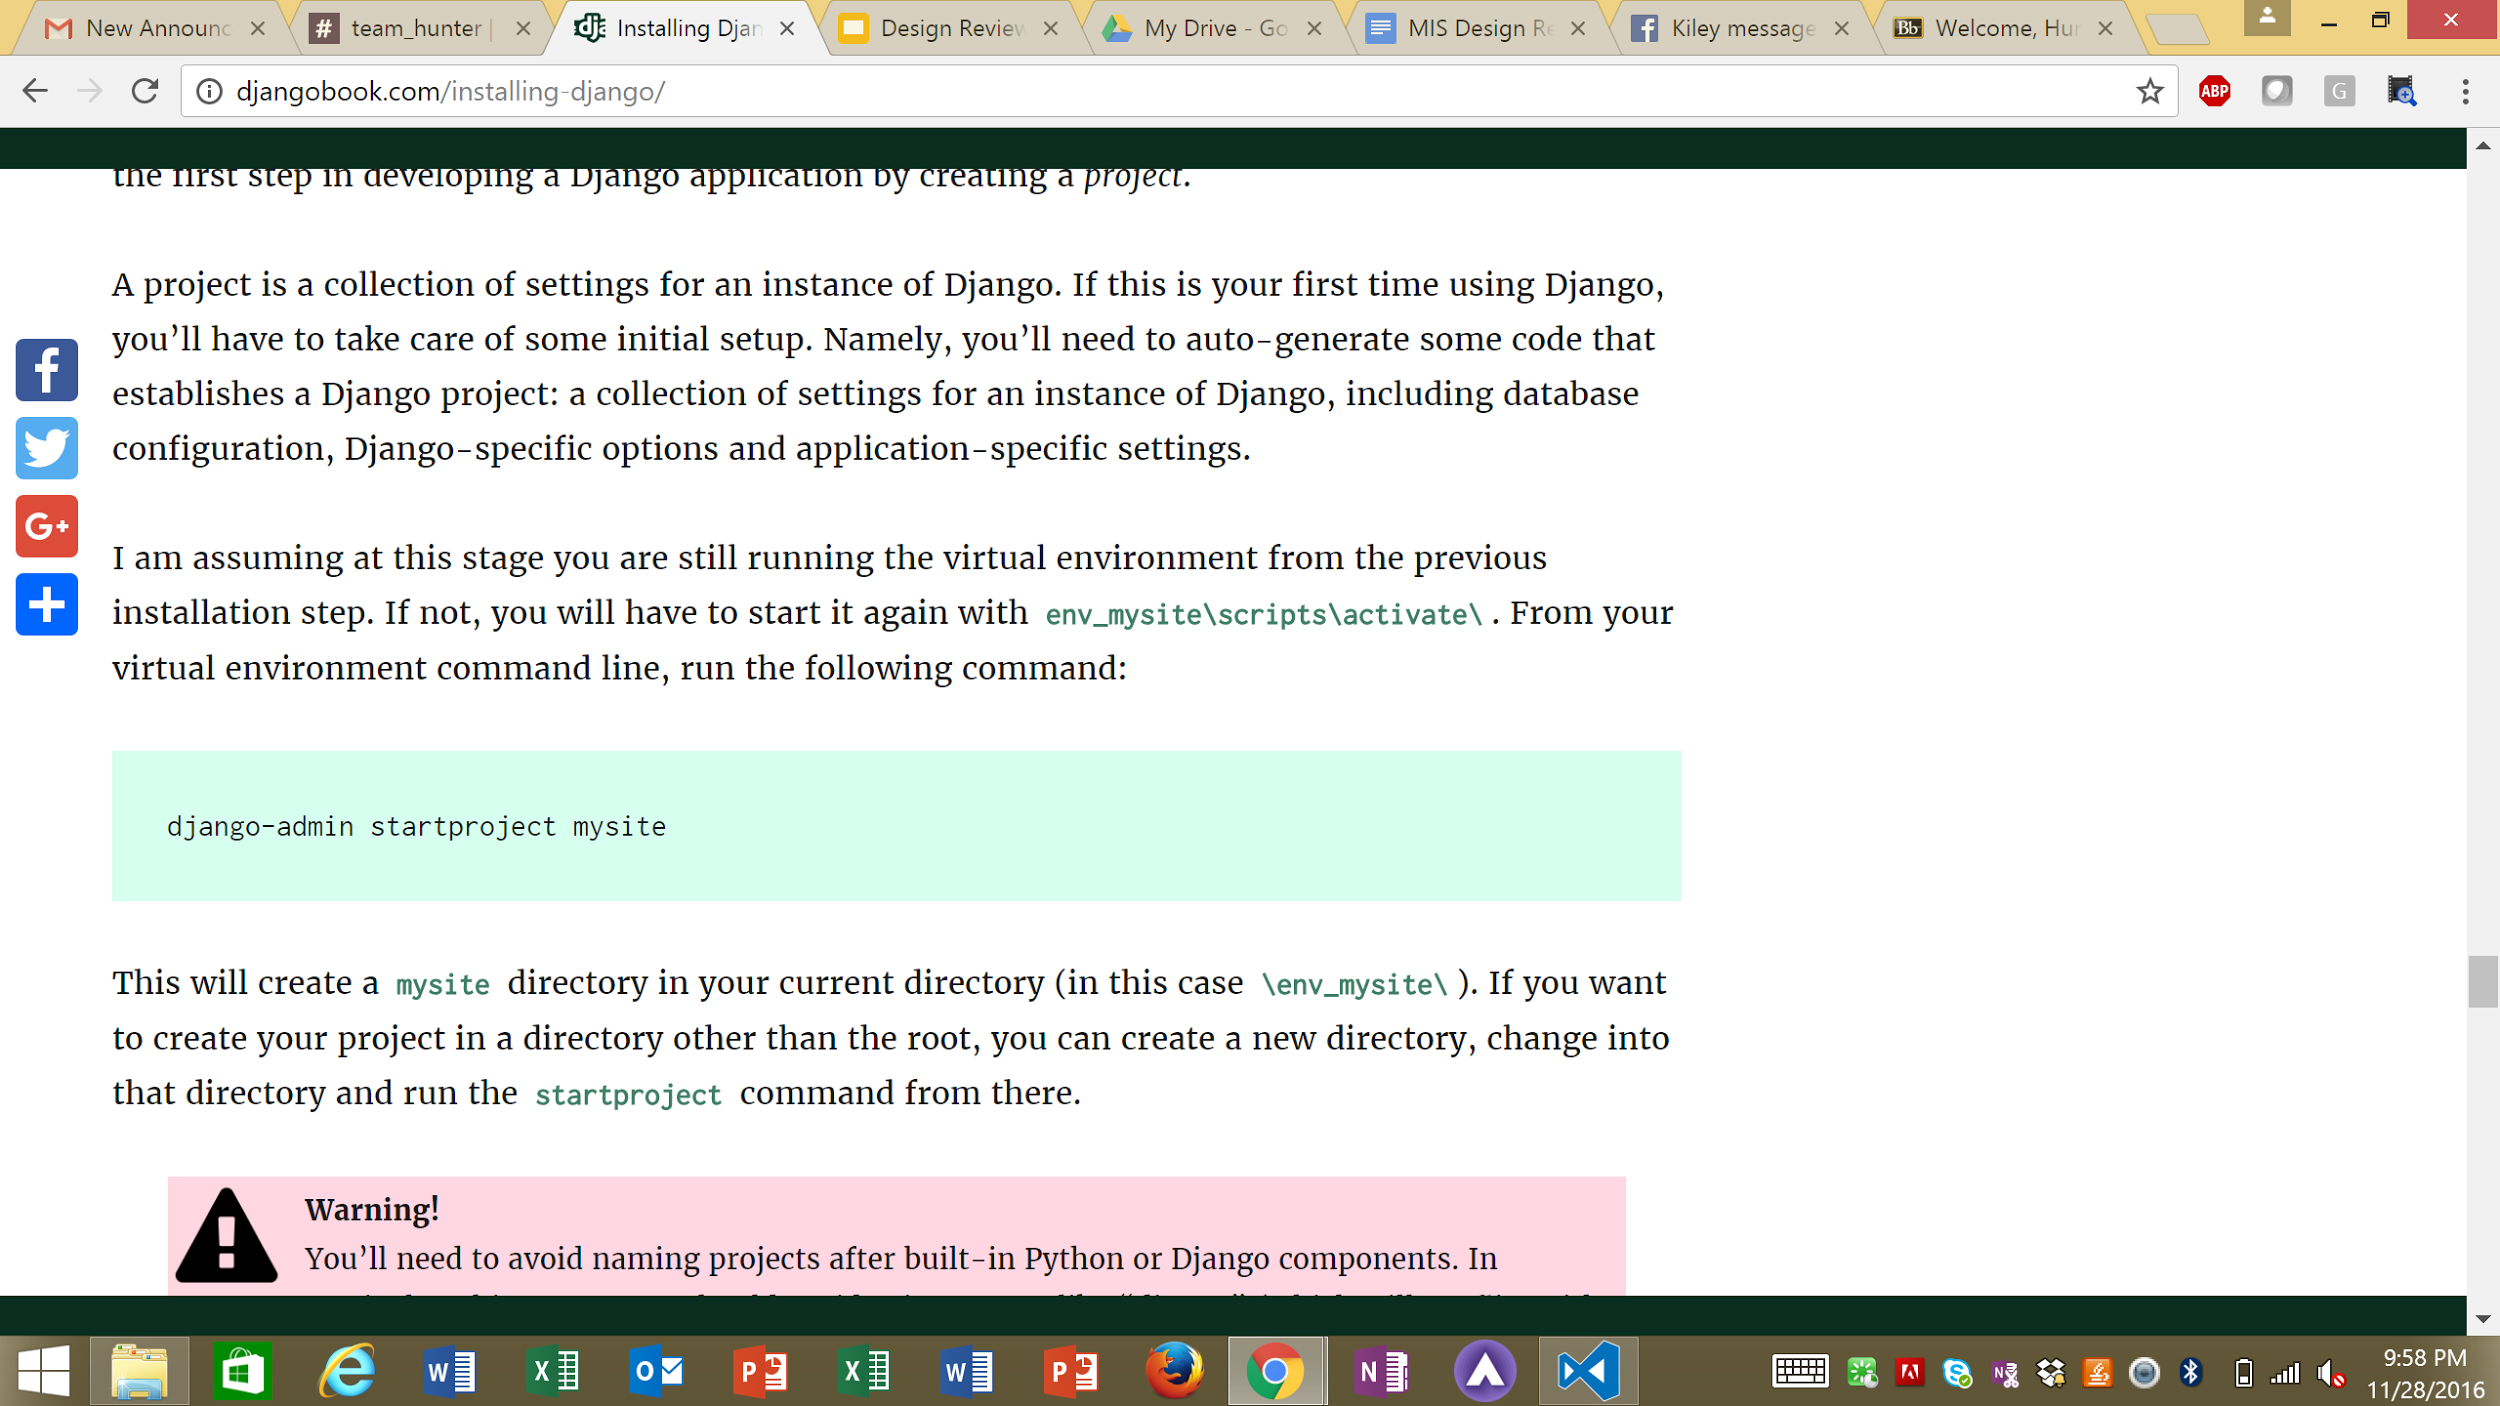 New Announc
team_hunter |
Installing Djan
Design Review
My Drive - Go
MIS Design Re
Kiley message
Welcome, Hun
djangobook.com/installing-django/
ABP
G
the first step in developing a Django application by creating a project.
A project is a collection of settings for an instance of Django. If this is your first time using Django,
you’ll have to take care of some initial setup. Namely, you’ll need to auto-generate some code that
establishes a Django project: a collection of settings for an instance of Django, including database
configuration, Django-specific options and application-specific settings.
I am assuming at this stage you are still running the virtual environment from the previous
installation step. If not, you will have to start it again with env_mysite\scripts\activate\. From your
virtual environment command line, run the following command:
django-admin startproject mysite
This will create a mysite directory in your current directory (in this case \env_mysite\). If you want
to create your project in a directory other than the root, you can create a new directory, change into
that directory and run the startproject command from there.
Warning!
You’ll need to avoid naming projects after built-in Python or Django components. In
9:58 PM
11/28/2016